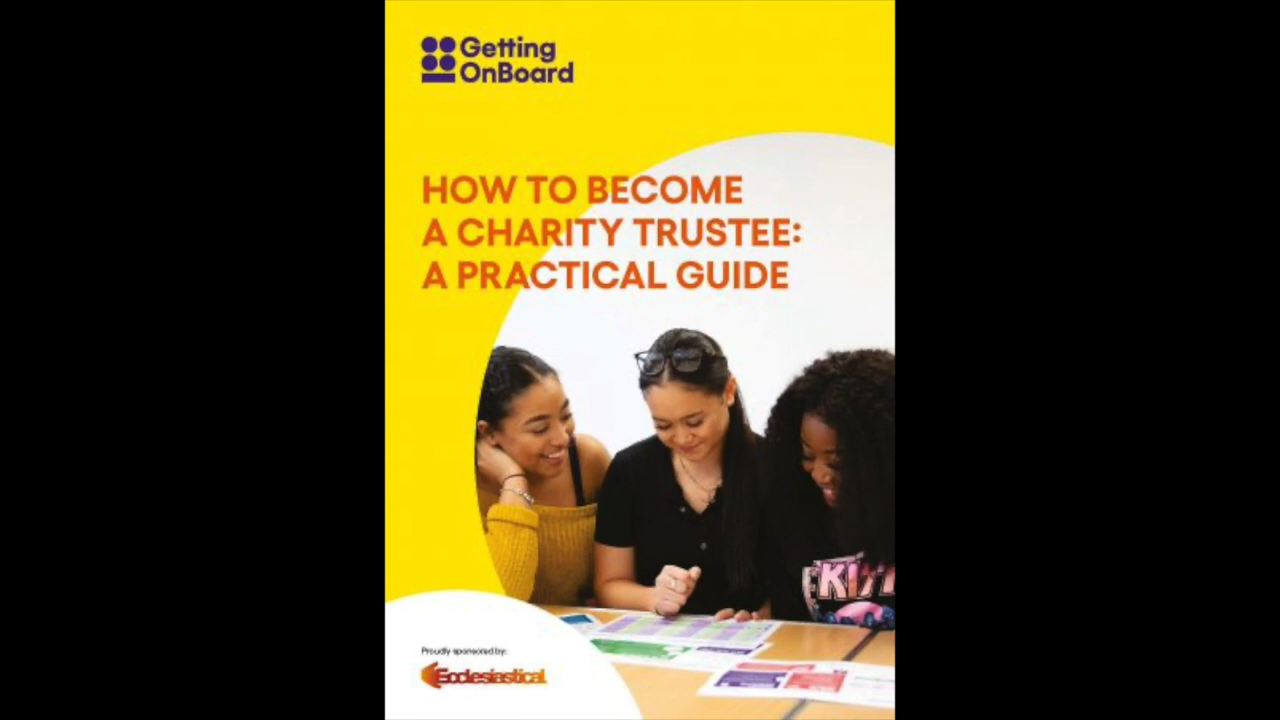 Getting
OnBoard
HOW TO BECOME
A CHARITY TRUSTEE:
A PRACTICAL GUIDE
Proudly sponsored by:
Ecclesiastical